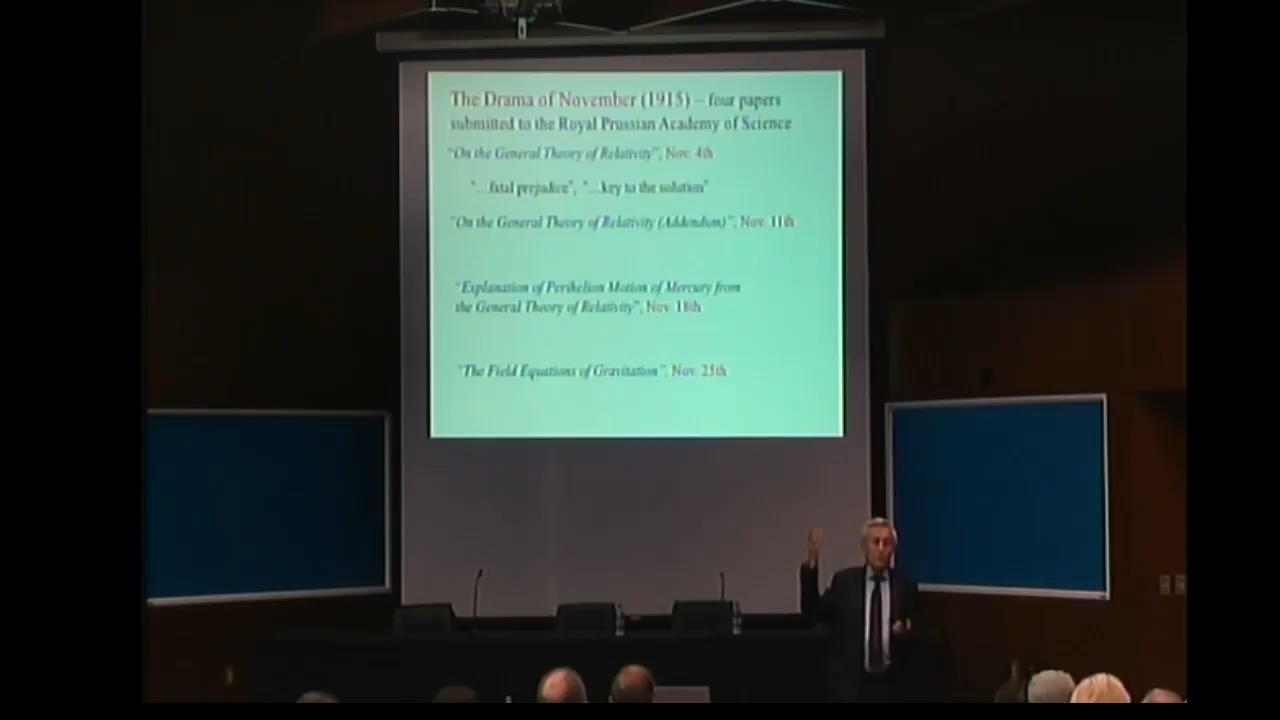 The Drama of November (1915) – four papers
submitted to the Royal Prussian Academy of Science
"On the General Theory of Relativity", Nov. 4th
"...fatal prejudice", "...key to the solution"
"On the General Theory of Relativity (Addendum)", Nov. 11th
"Explanation of Perihelion Motion of Mercury from
the General Theory of Relativity", Nov. 18th
"The Field Equations of Gravitation", Nov. 25th